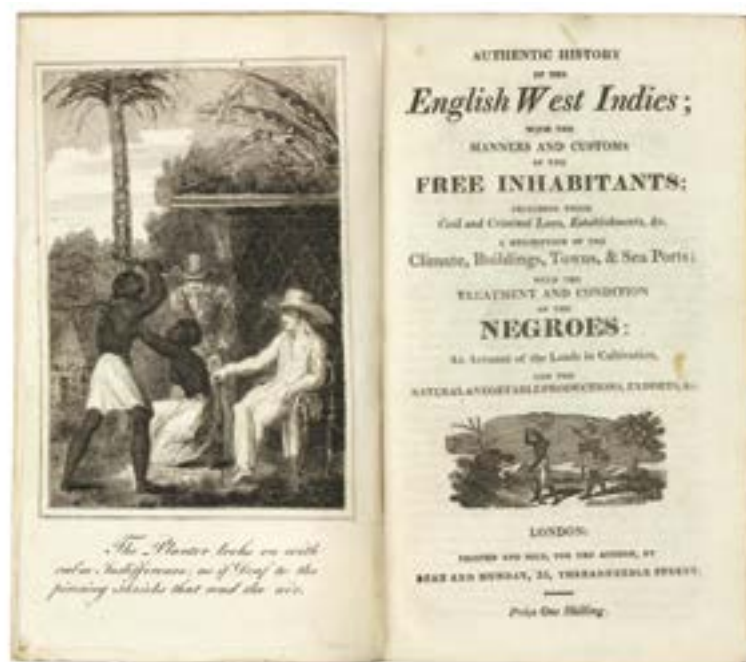 The Planter looks on with
calm Indifference, as if Deaf to the
piercing shrieks that rend the air.
AUTHENTIC HISTORY
OF THE
English West Indies;
WITH THE
MANNERS AND CUSTOMS
OF THE
FREE INHABITANTS;
INCLUDING THEIR
Civil and Criminal Laws, Establishments, &c.
A DESCRIPTION OF THE
Climate, Buildings, Towns, & Sea Ports;
WITH THE
TREATMENT AND CONDITION
OF THE
NEGROES:
An Account of the Lands in Cultivation,
AND THE
NATURAL & VEGETABLE PRODUCTIONS, EXPORTS, &c.
LONDON:
PRINTED AND SOLD, FOR THE AUTHOR, BY
AND MUNDAY, THREADNEEDLE STREET.
Price One Shilling.